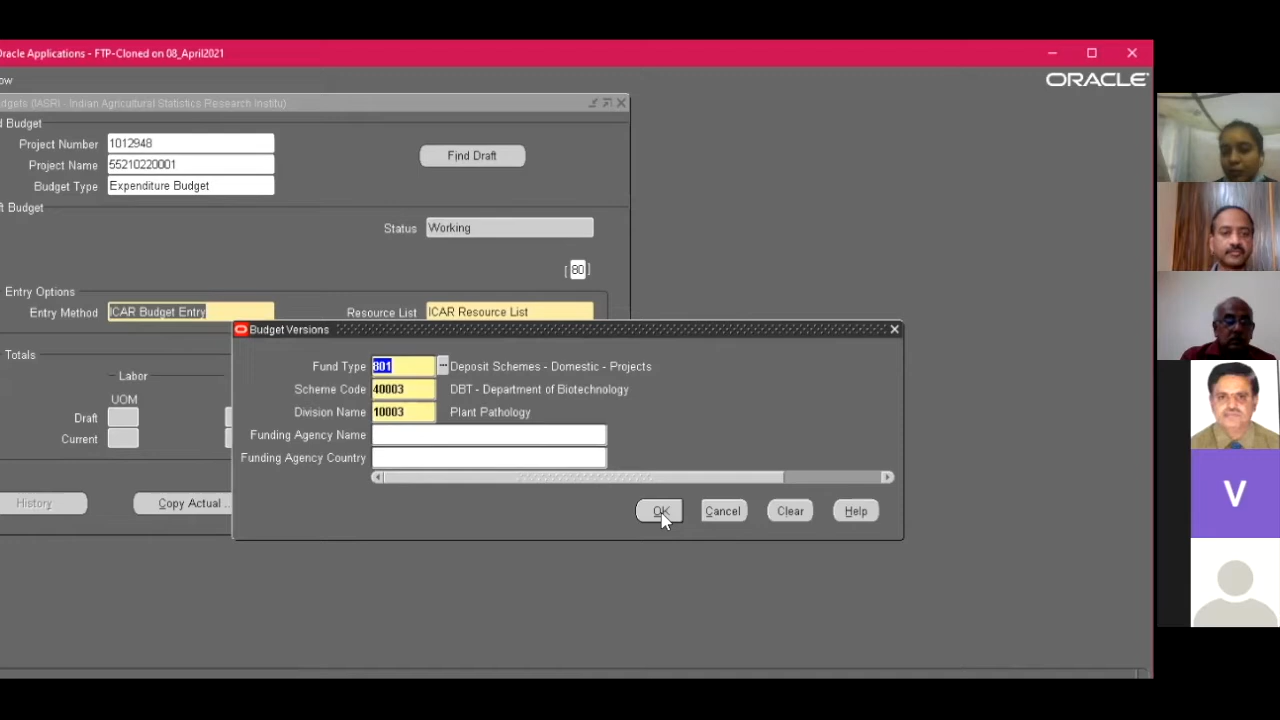 Oracle Applications - FTP-Cloned on 08_April2021
ow
ORACLE
dgets (IASRI - Indian Agricultural Statistics Research Institu)
d Budget
Project Number 1012948
Find Draft
Project Name 55210220001
Budget Type Expenditure Budget
ft Budget
Status Working
[ 80 ]
Entry Options
Entry Method ICAR Budget Entry Resource List ICAR Resource List
Budget Versions
Totals
Labor
UOM
Draft
Current
Fund Type 801 ... Deposit Schemes - Domestic - Projects
Scheme Code 40003 DBT - Department of Biotechnology
Division Name 10003 Plant Pathology
Funding Agency Name
Funding Agency Country
History Copy Actual ..
OK Cancel Clear Help
V